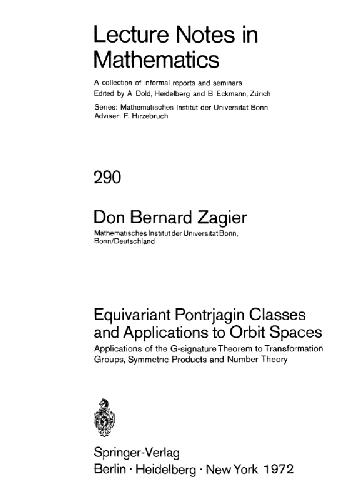 Lecture Notes in
Mathematics
A collection of informal reports and seminars
Edited by A. Dold, Heidelberg and B. Eckmann, Zürich
Series: Mathematisches Institut der Universität Bonn
Adviser: F. Hirzebruch
290
Don Bernard Zagier
Mathematisches Institut der Universität Bonn,
Bonn/Deutschland
Equivariant Pontrjagin Classes
and Applications to Orbit Spaces
Applications of the G-signature Theorem to Transformation
Groups, Symmetric Products and Number Theory
Springer-Verlag
Berlin · Heidelberg · New York 1972